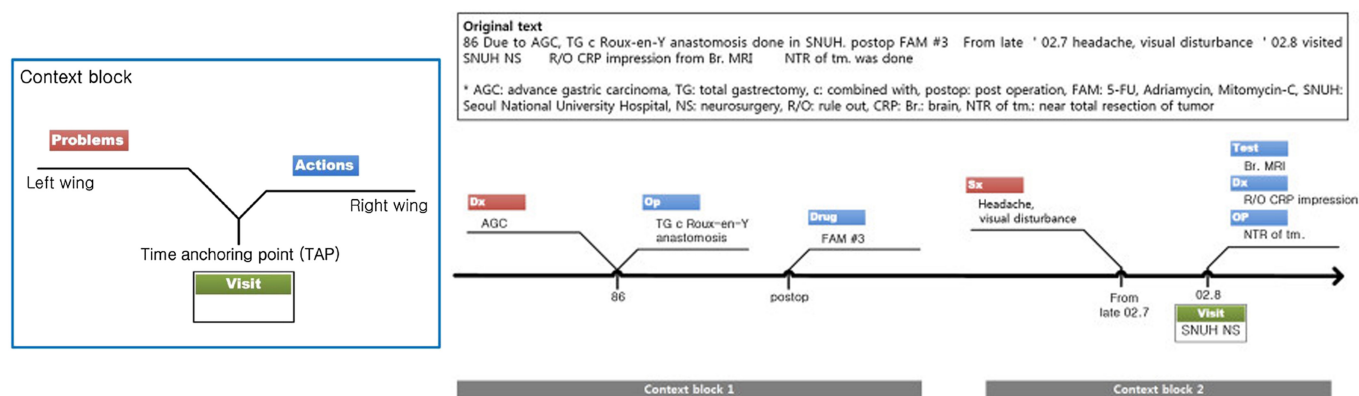 Context block
Problems
Actions
Left wing
Right wing
Time anchoring point (TAP)
Visit
Original text
86 Due to AGC, TG c Roux-en-Y anastomosis done in SNUH. postop FAM #3 From late ' 02.7 headache, visual disturbance ' 02.8 visited
SNUH NS R/O CRP impression from Br. MRI NTR of tm. was done
* AGC: advance gastric carcinoma, TG: total gastrectomy, c: combined with, postop: post operation, FAM: 5-FU, Adriamycin, Mitomycin-C, SNUH:
Seoul National University Hospital, NS: neurosurgery, R/O: rule out, CRP: Br.: brain, NTR of tm.: near total resection of tumor
Dx
AGC
Op
TG c Roux-en-Y
anastomosis
Drug
FAM #3
86
postop
Sx
Headache,
visual disturbance
Test
Br. MRI
Dx
R/O CRP impression
OP
NTR of tm.
From
late 02.7
02.8
Visit
SNUH NS
Context block 1
Context block 2